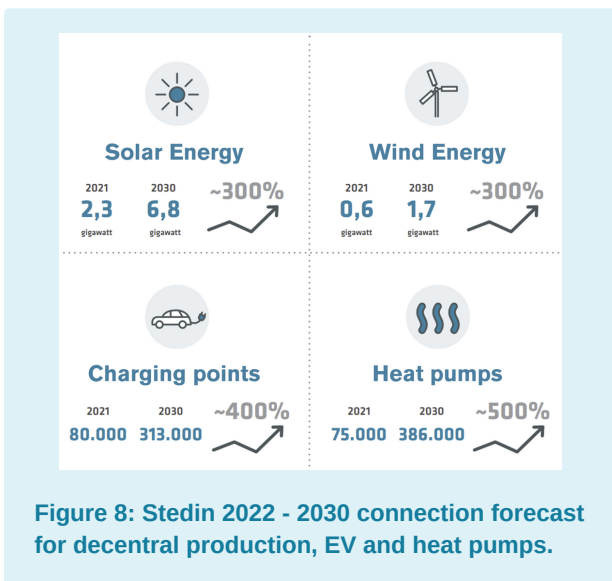 Solar Energy
2021 2030 ~300%
2,3 6,8
gigawatt gigawatt
Wind Energy
2021 2030 ~300%
0,6 1,7
gigawatt gigawatt
Charging points
2021 2030 ~400%
80.000 313.000
Heat pumps
2021 2030 ~500%
75.000 386.000
Figure 8: Stedin 2022 - 2030 connection forecast
for decentral production, EV and heat pumps.